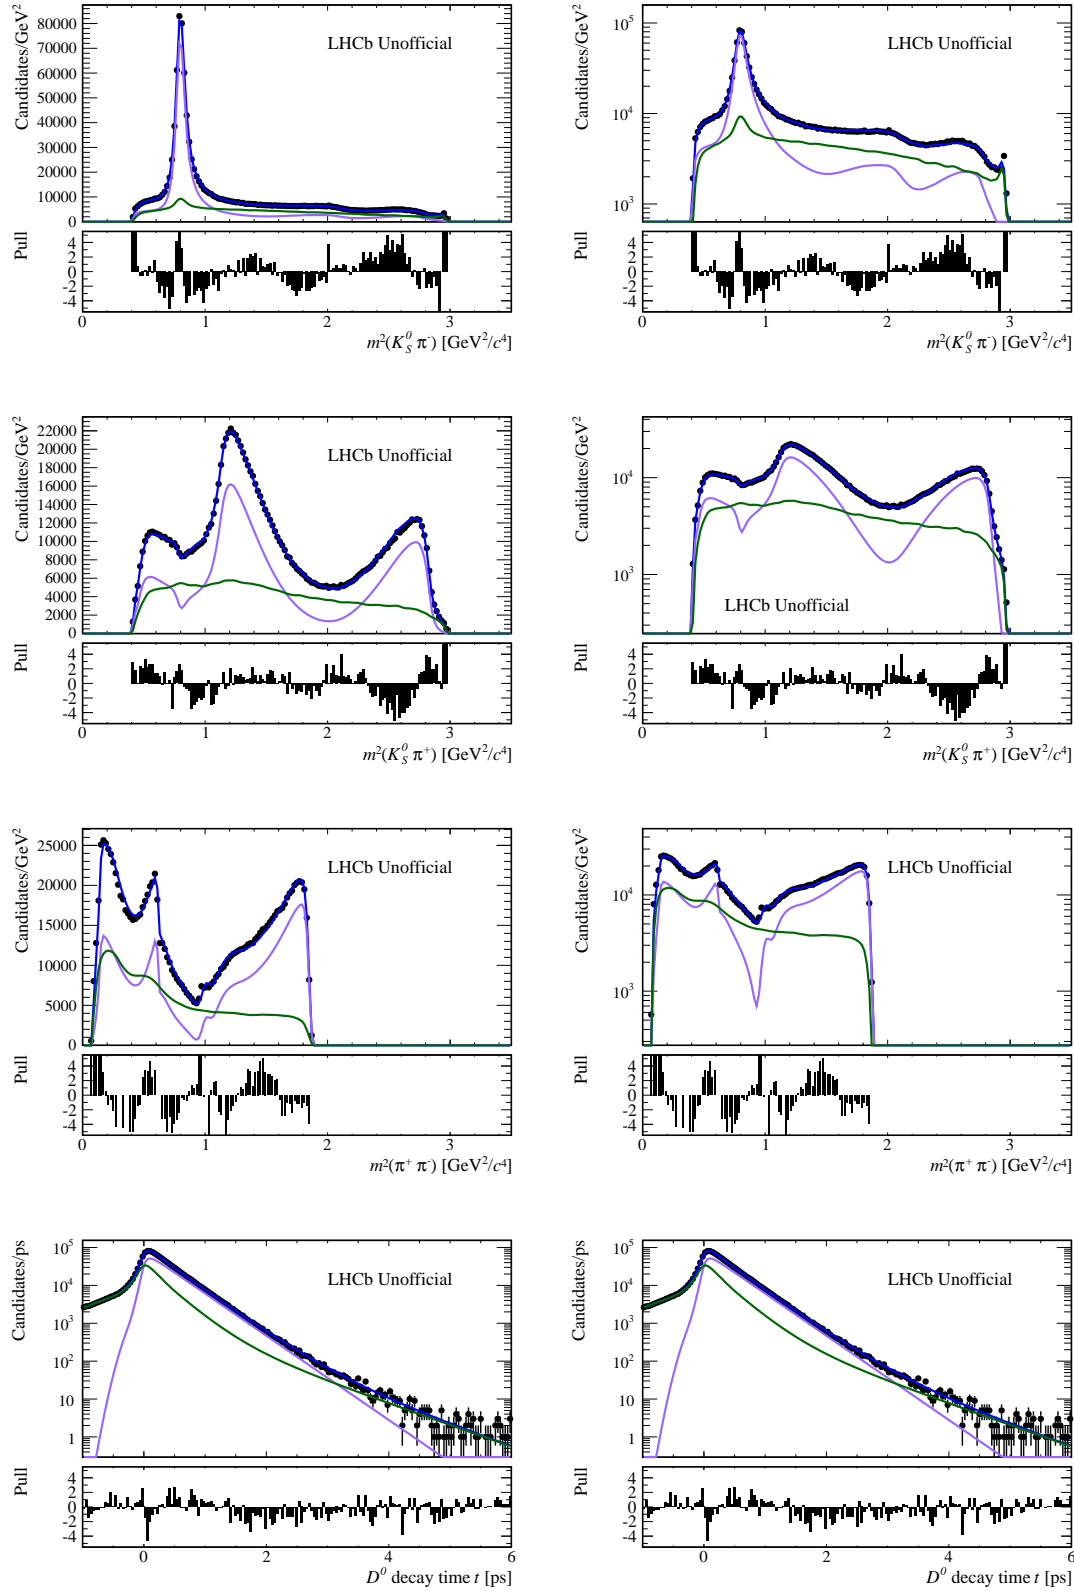 Candidates/GeV²
80000
70000
60000
50000
40000
30000
20000
10000
0
LHCb Unofficial
Pull
4
2
0
-2
-4
0 1 2 3
m²(K⁰_S π⁻) [GeV²/c⁴]
Candidates/GeV²
10⁵
10⁴
10³
LHCb Unofficial
Pull
4
2
0
-2
-4
0 1 2 3
m²(K⁰_S π⁻) [GeV²/c⁴]
Candidates/GeV²
22000
20000
18000
16000
14000
12000
10000
8000
6000
4000
2000
0
LHCb Unofficial
Pull
4
2
0
-2
-4
0 1 2 3
m²(K⁰_S π⁺) [GeV²/c⁴]
Candidates/GeV²
10⁴
10³
LHCb Unofficial
Pull
4
2
0
-2
-4
0 1 2 3
m²(K⁰_S π⁺) [GeV²/c⁴]
Candidates/GeV²
25000
20000
15000
10000
5000
0
LHCb Unofficial
Pull
4
2
0
-2
-4
0 1 2 3
m²(π⁺ π⁻) [GeV²/c⁴]
Candidates/GeV²
10⁴
10³
LHCb Unofficial
Pull
4
2
0
-2
-4
0 1 2 3
m²(π⁺ π⁻) [GeV²/c⁴]
Candidates/ps
10⁵
10⁴
10³
10²
10
1
LHCb Unofficial
Pull
4
2
0
-2
-4
0 2 4 6
D⁰ decay time t [ps]
Candidates/ps
10⁵
10⁴
10³
10²
10
1
LHCb Unofficial
Pull
4
2
0
-2
-4
0 2 4 6
D⁰ decay time t [ps]